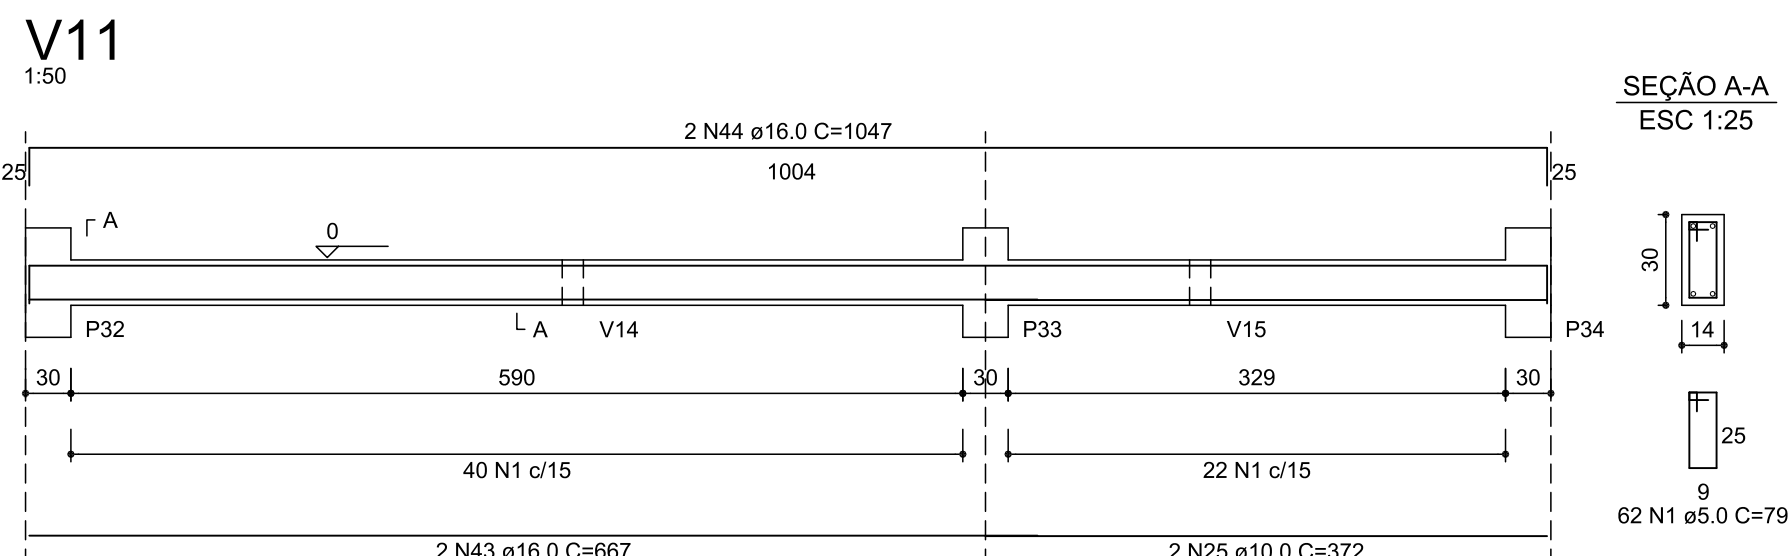 V11
1:50
SEÇÃO A-A
ESC 1:25
2 N44 ø16.0 C=1047
25
1004
25
A
0
30
P32
A
V14
P33
V15
P34
14
30
590
30
329
30
25
40 N1 c/15
22 N1 c/15
9
62 N1 ø5.0 C=79
2 N43 ø16.0 C=667
2 N25 ø10.0 C=372